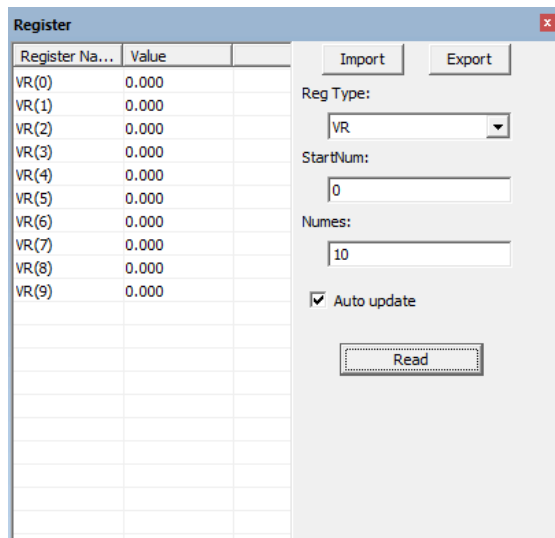 Register
x
Register Na... Value
VR(0) 0.000
VR(1) 0.000
VR(2) 0.000
VR(3) 0.000
VR(4) 0.000
VR(5) 0.000
VR(6) 0.000
VR(7) 0.000
VR(8) 0.000
VR(9) 0.000
Import Export
Reg Type:
VR
StartNum:
0
Numes:
10
Auto update
Read